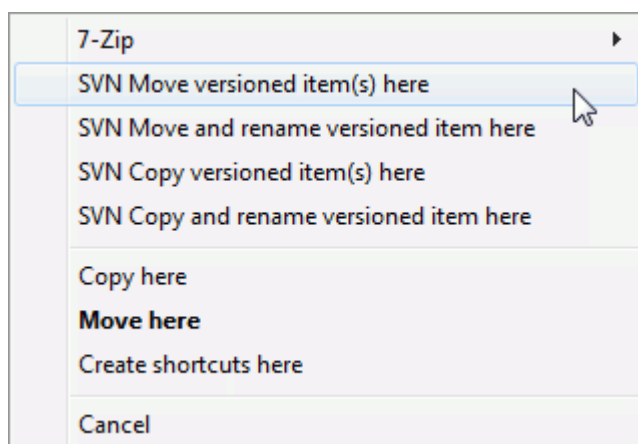 7-Zip
SVN Move versioned item(s) here
SVN Move and rename versioned item here
SVN Copy versioned item(s) here
SVN Copy and rename versioned item here
Copy here
Move here
Create shortcuts here
Cancel